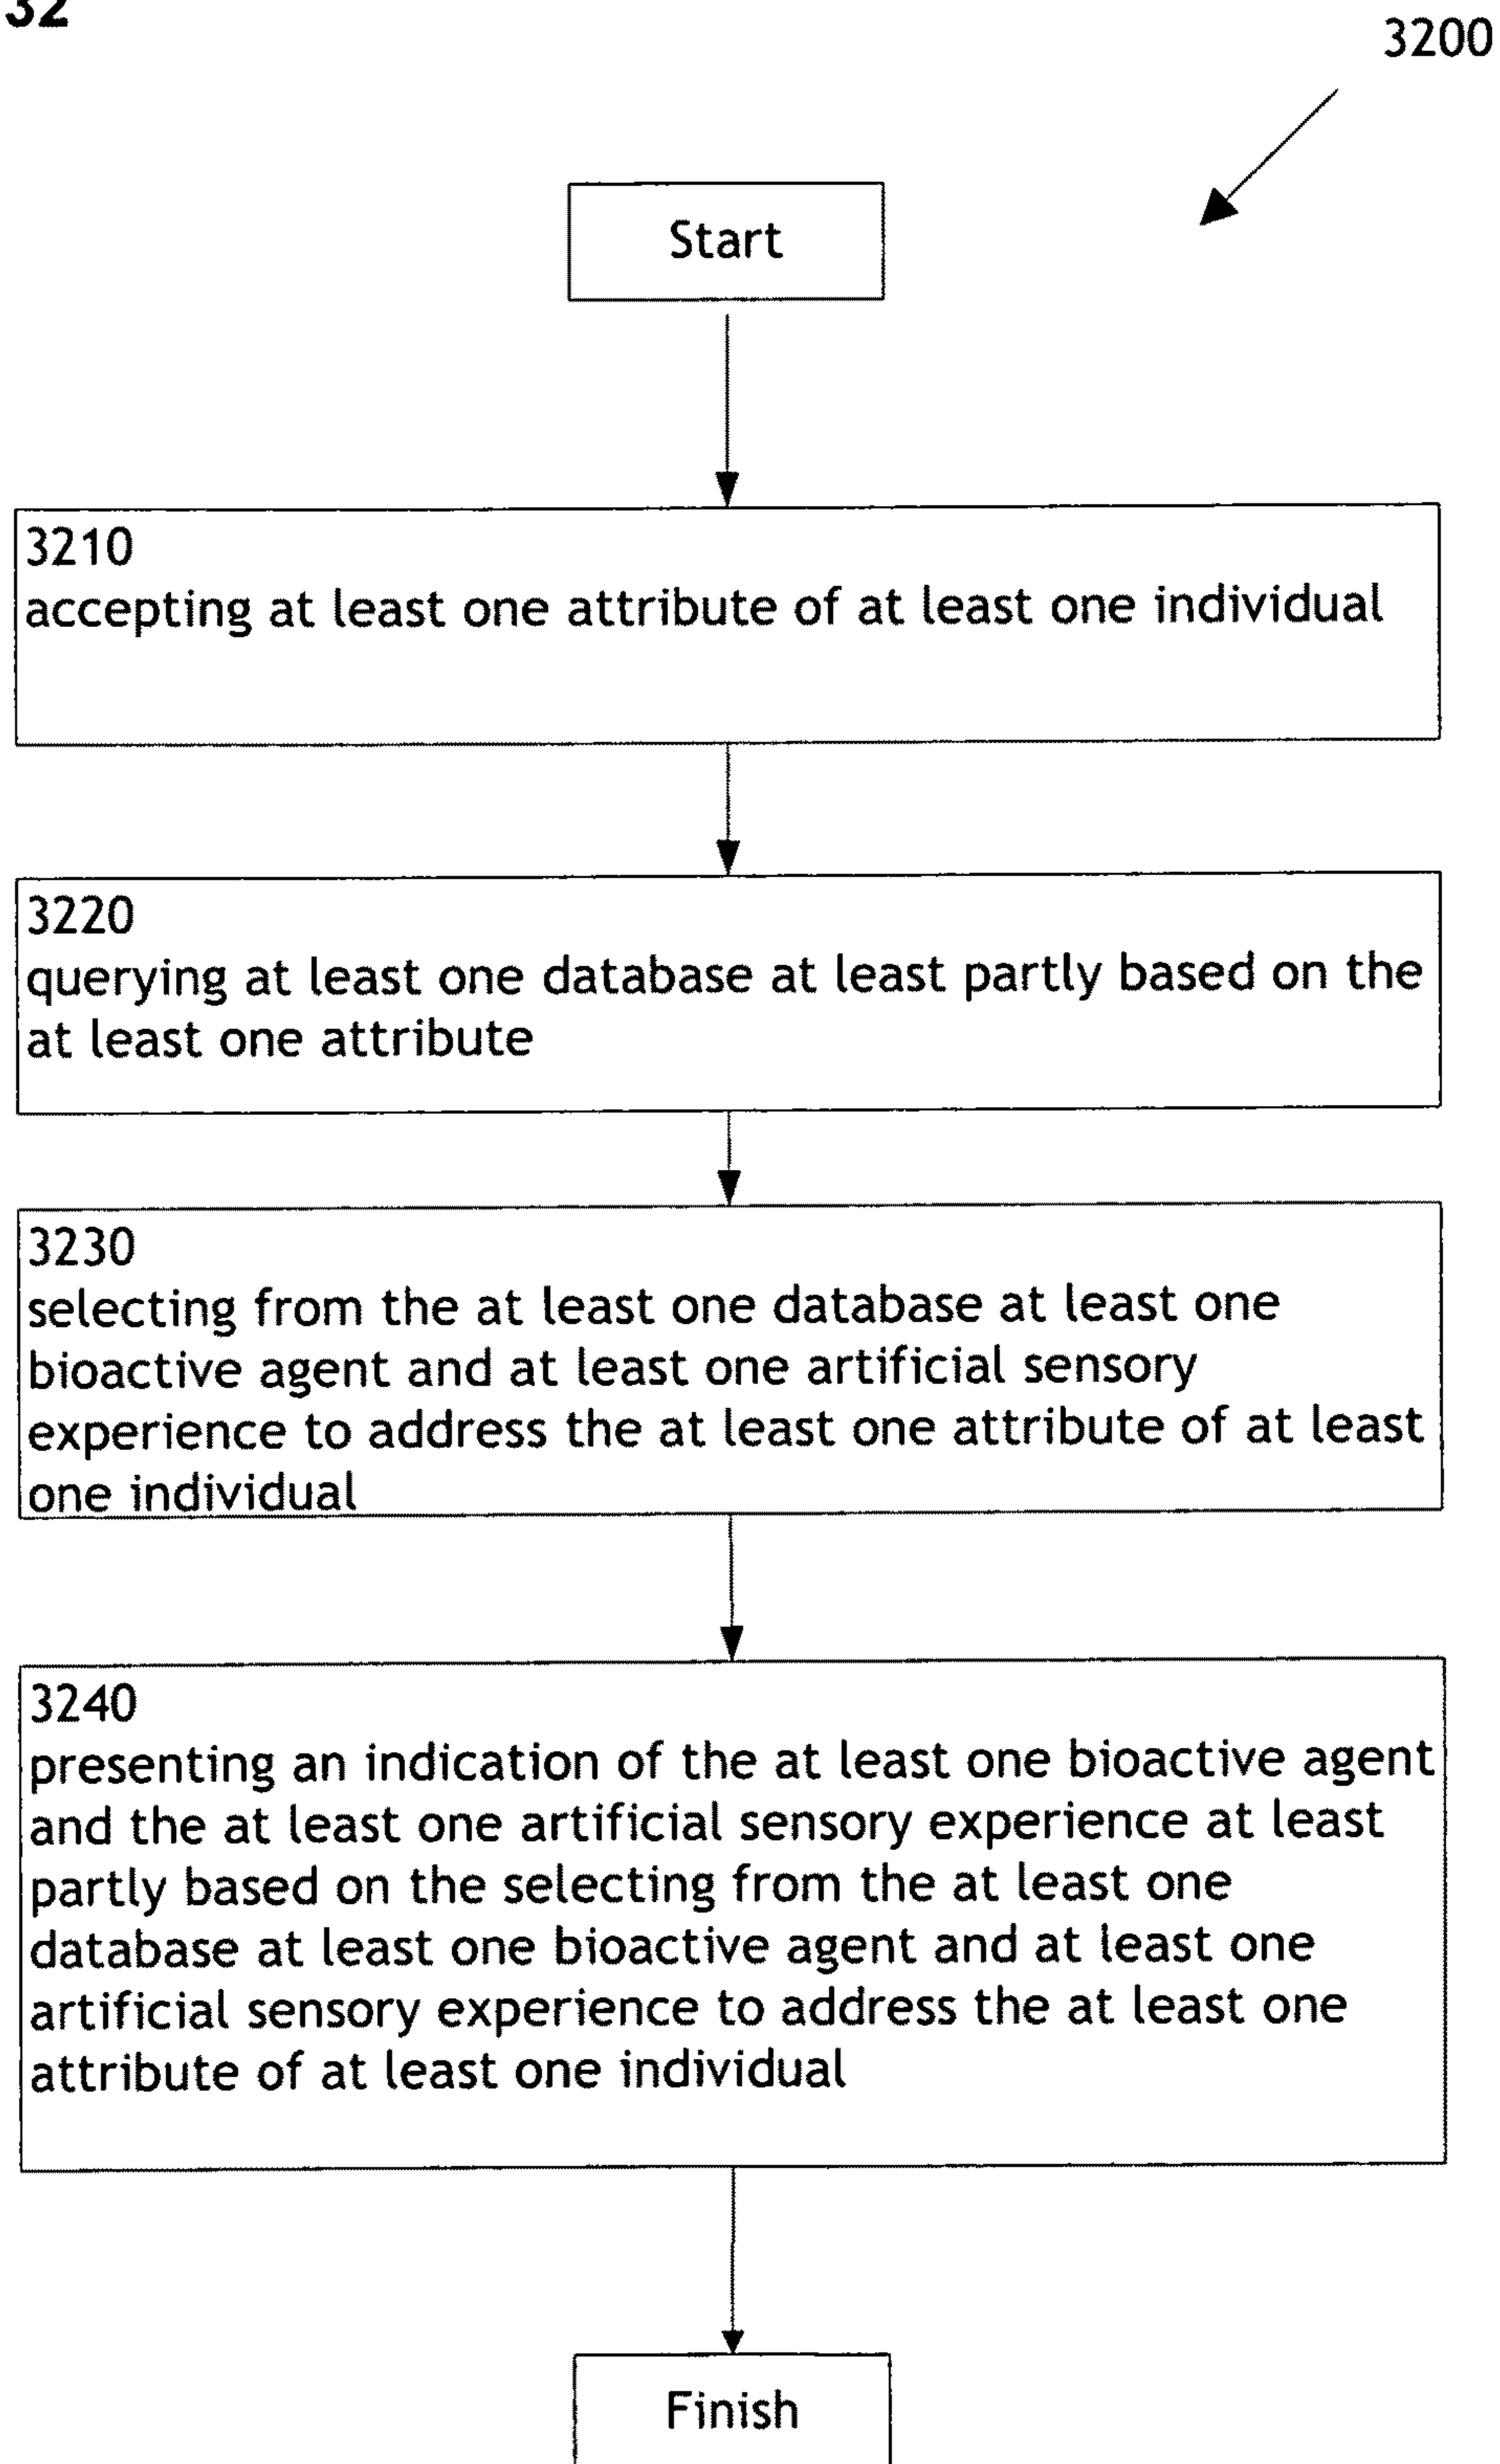 32
3200
Start
3210
accepting at least one attribute of at least one individual
3220
querying at least one database at least partly based on the
at least one attribute
3230
selecting from the at least one database at least one
bioactive agent and at least one artificial sensory
experience to address the at least one attribute of at least
one individual
3240
presenting an indication of the at least one bioactive agent
and the at least one artificial sensory experience at least
partly based on the selecting from the at least one
database at least one bioactive agent and at least one
artificial sensory experience to address the at least one
attribute of at least one individual
Finish